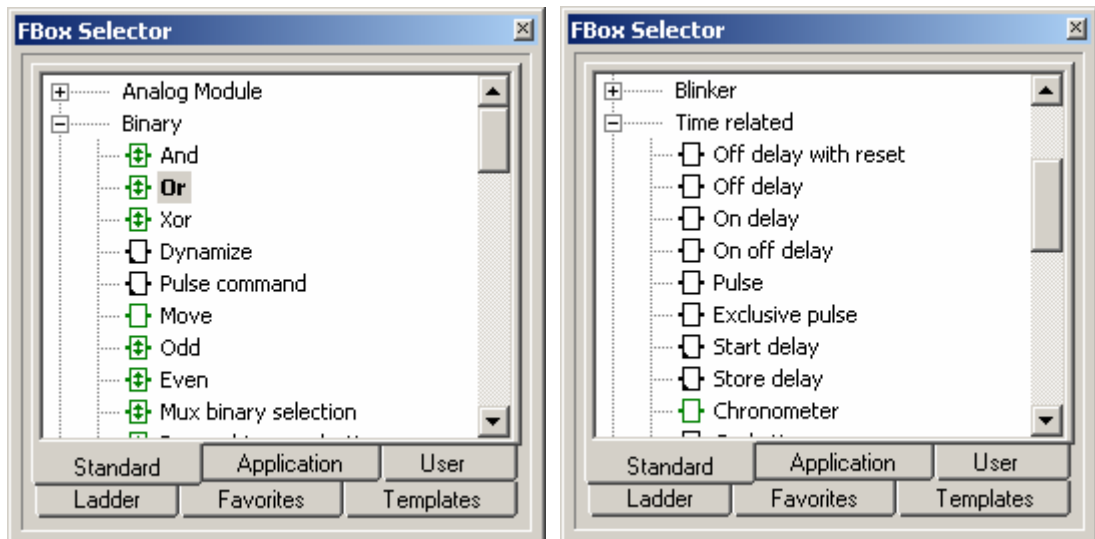 FBox Selector
Analog Module
Binary
And
Or
Xor
Dynamize
Pulse command
Move
Odd
Even
Mux binary selection
Standard
Application
User
Ladder
Favorites
Templates
FBox Selector
Blinker
Time related
Off delay with reset
Off delay
On delay
On off delay
Pulse
Exclusive pulse
Start delay
Store delay
Chronometer
Standard
Application
User
Ladder
Favorites
Templates